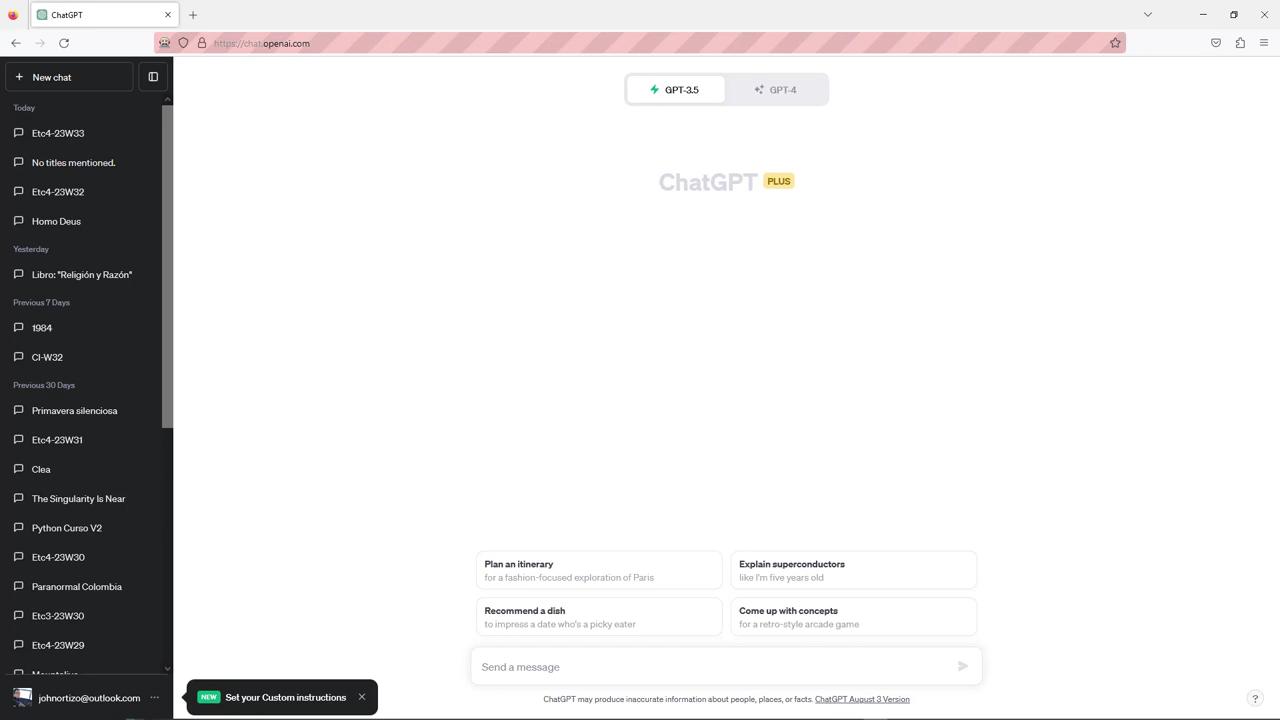 ChatGPT
https://chat.openai.com
New chat
Today
Etc4-23W33
No titles mentioned.
Etc4-23W32
Homo Deus
Yesterday
Libro: "Religión y Razón"
Previous 7 Days
1984
CI-W32
Previous 30 Days
Primavera silenciosa
Etc4-23W31
Clea
The Singularity Is Near
Python Curso V2
Etc4-23W30
Paranormal Colombia
Etc3-23W30
Etc4-23W29
johnortizo@outlook.com
NEW Set your Custom instructions
GPT-3.5
GPT-4
ChatGPT PLUS
Plan an itinerary
for a fashion-focused exploration of Paris
Explain superconductors
like I'm five years old
Recommend a dish
to impress a date who's a picky eater
Come up with concepts
for a retro-style arcade game
Send a message
ChatGPT may produce inaccurate information about people, places, or facts. ChatGPT August 3 Version
?